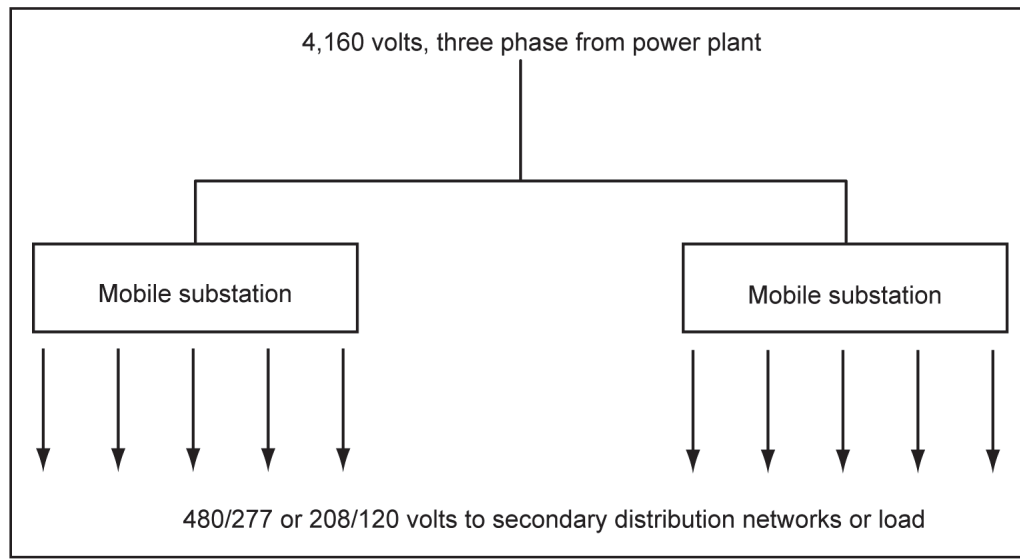 4,160 volts, three phase from power plant
Mobile substation
Mobile substation
480/277 or 208/120 volts to secondary distribution networks or load